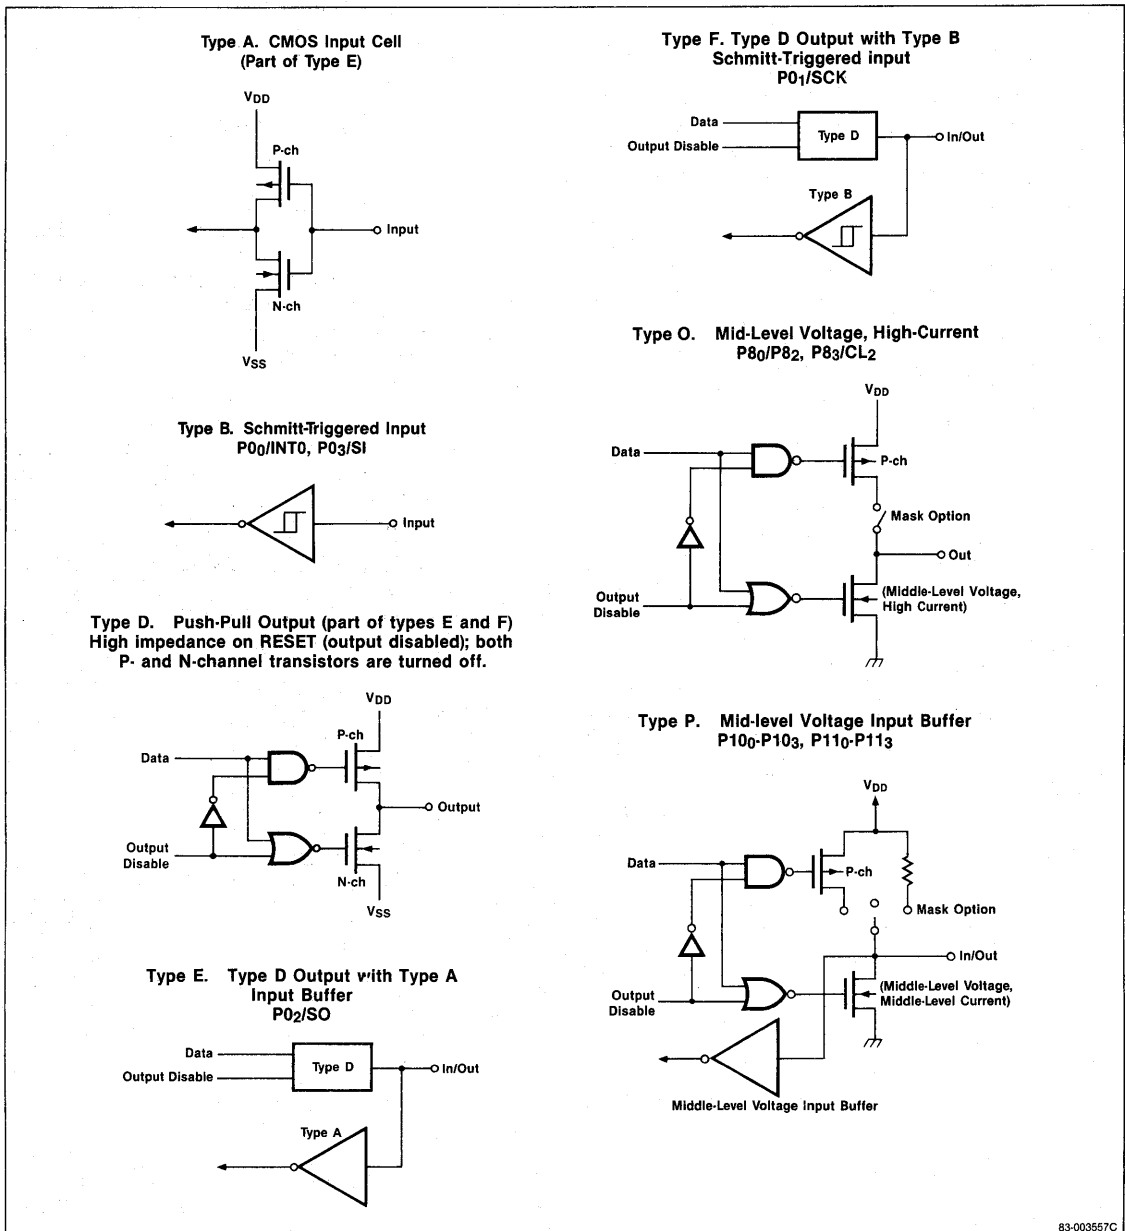 Type A. CMOS Input Cell
(Part of Type E)
VDD
P-ch
Input
N-ch
VSS
Type B. Schmitt-Triggered Input
P00/INT0, P03/SI
Input
Type D. Push-Pull Output (part of types E and F)
High impedance on RESET (output disabled); both
P- and N-channel transistors are turned off.
VDD
P-ch
Data
Output
Output
Disable
N-ch
VSS
Type E. Type D Output with Type A
Input Buffer
P02/SO
Data
Output Disable
Type D
In/Out
Type A
Type F. Type D Output with Type B
Schmitt-Triggered input
P01/SCK
Data
Output Disable
Type D
In/Out
Type B
Type O. Mid-Level Voltage, High-Current
P80/P82, P83/CL2
VDD
Data
P-ch
Mask Option
Out
Output
Disable
(Middle-Level Voltage,
High Current)
Type P. Mid-level Voltage Input Buffer
P100-P103, P110-P113
VDD
Data
P-ch
Mask Option
In/Out
Output
Disable
(Middle-Level Voltage,
Middle-Level Current)
Middle-Level Voltage Input Buffer
83-003557C